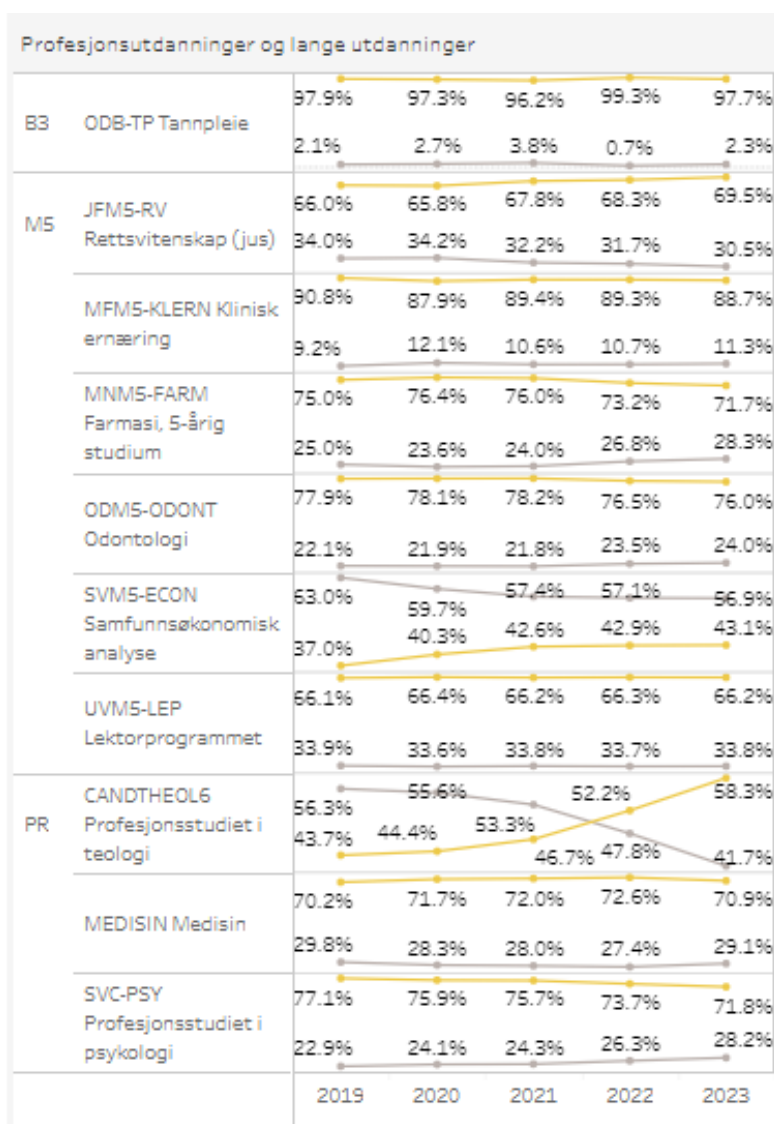 Profesjonsutdanninger og lange utdanninger
B3 ODB-TP Tannpleie
97.9% 97.3% 96.2% 99.3% 97.7%
2.1% 2.7% 3.8% 0.7% 2.3%
M5 JFM5-RV
Rettsvitenskap (jus)
66.0% 65.8% 67.8% 68.3% 69.5%
34.0% 34.2% 32.2% 31.7% 30.5%
MFM5-KLERN Klinisk
ernæring
90.8% 87.9% 89.4% 89.3% 88.7%
9.2% 12.1% 10.6% 10.7% 11.3%
MNM5-FARM
Farmasi, 5-årig
studium
75.0% 76.4% 76.0% 73.2% 71.7%
25.0% 23.6% 24.0% 26.8% 28.3%
ODM5-ODONT
Odontologi
77.9% 78.1% 78.2% 76.5% 76.0%
22.1% 21.9% 21.8% 23.5% 24.0%
SVM5-ECON
Samfunnsøkonomisk
analyse
63.0% 59.7% 57.4% 57.1% 56.9%
37.0% 40.3% 42.6% 42.9% 43.1%
UVM5-LEP
Lektorprogrammet
66.1% 66.4% 66.2% 66.3% 66.2%
33.9% 33.6% 33.8% 33.7% 33.8%
PR CANDTHEOL6
Profesjonsstudiet i
teologi
56.3% 55.6% 53.3% 52.2% 58.3%
43.7% 44.4% 46.7% 47.8% 41.7%
MEDISIN Medisin
70.2% 71.7% 72.0% 72.6% 70.9%
29.8% 28.3% 28.0% 27.4% 29.1%
SVC-PSY
Profesjonsstudiet i
psykologi
77.1% 75.9% 75.7% 73.7% 71.8%
22.9% 24.1% 24.3% 26.3% 28.2%
2019 2020 2021 2022 2023